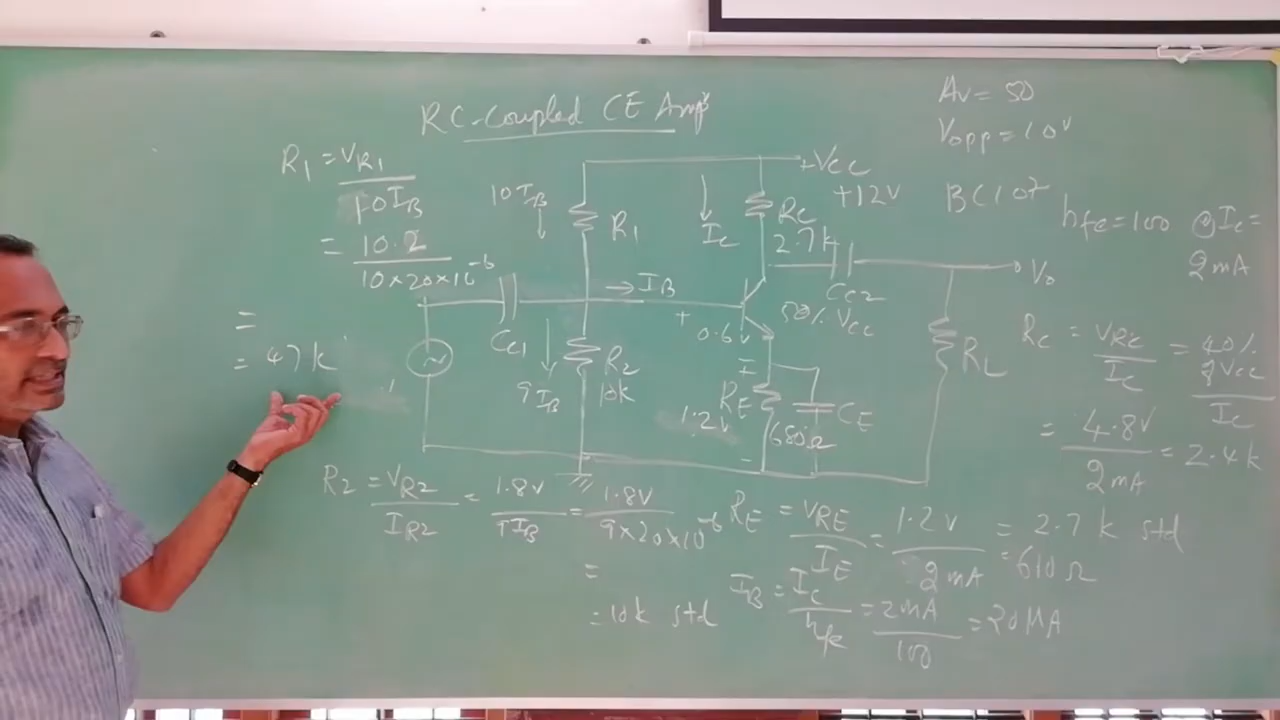 RC-Coupled CE Amp
Av = 50
Vopp = 10V
BC107
hfe = 100 @ Ic =
2mA
R1 = VR1 / 10IB
= 10.2 / 10×20×10^-6
=
= 47k
10IB
R1
Ic
Rc
2.7k
+Vcc
+12V
CC2
Vo
IB
+
0.6V
50% Vcc
CC1
9IB
R2
10k
RE
1.2V
680Ω
CE
-
RL
Rc = VRc / Ic = 40% of Vcc / Ic
= 4.8V / 2mA = 2.4k
= 2.7k std
R2 = VR2 / IR2 = 1.8V / 9IB = 1.8V / 9×20×10^-6
=
= 10k std
RE = VRE / IE = 1.2V / 2mA = 610Ω
IB = Ic / hfe = 2mA / 100 = 20μA